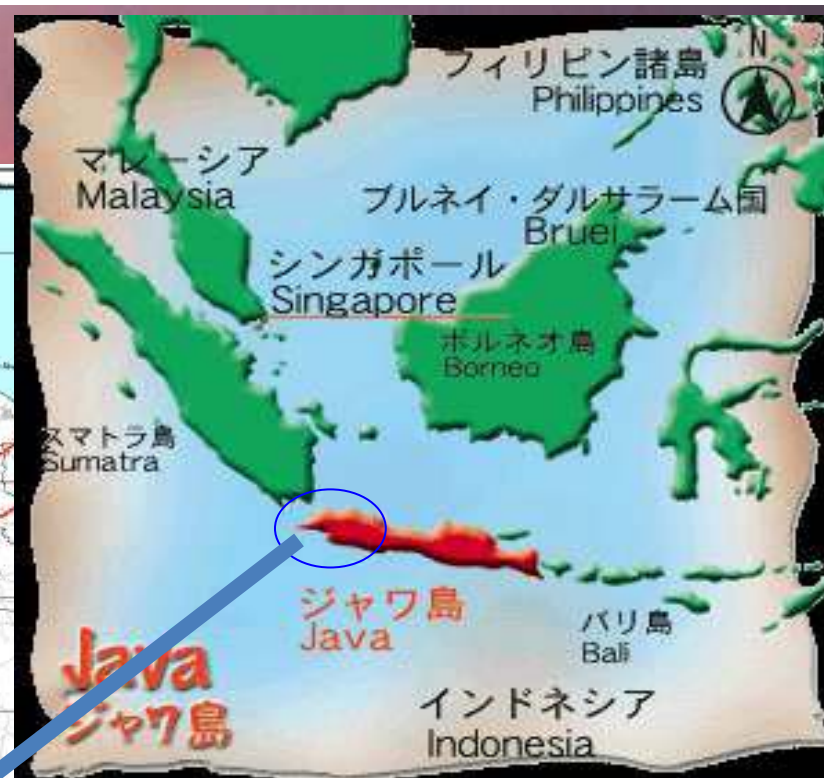 N
フィリピン諸島
Philippines
マレーシア
Malaysia
ブルネイ・ダルサラーム国
Bruei
シンガポール
Singapore
ボルネオ島
Borneo
スマトラ島
Sumatra
ジャワ島
Java
バリ島
Bali
Java
ジャワ島
インドネシア
Indonesia